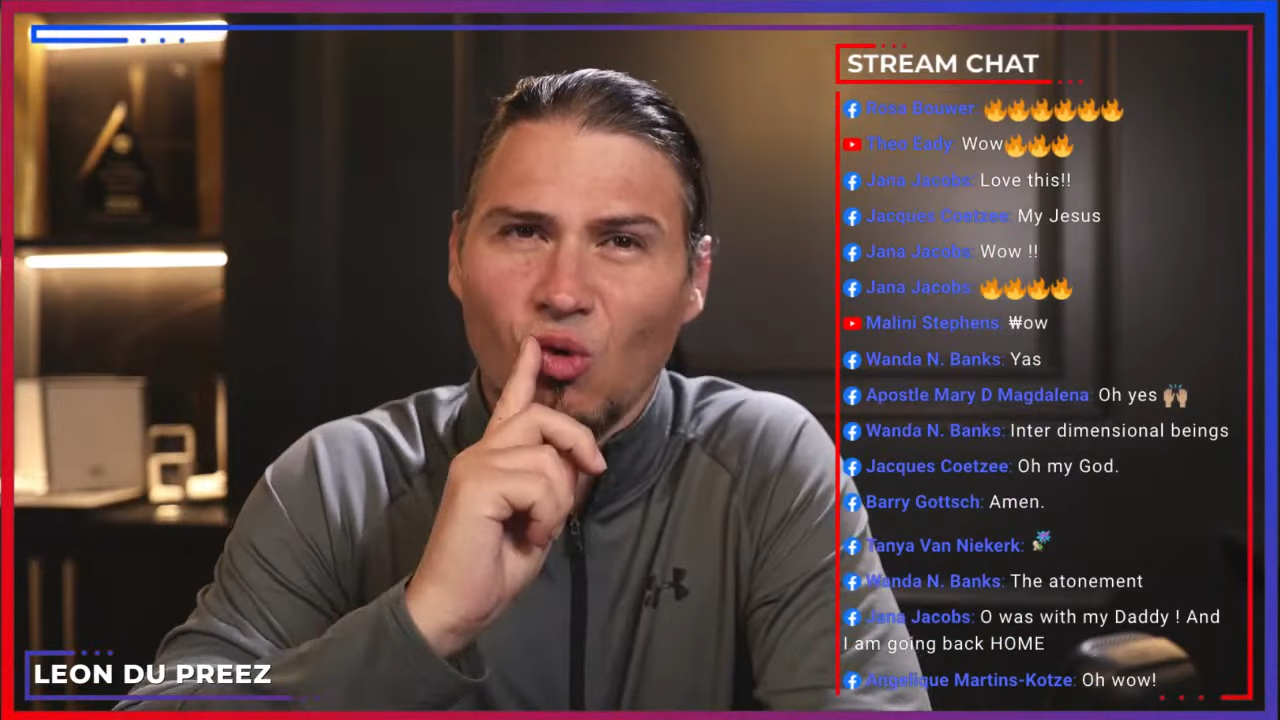 STREAM CHAT
Rosa Bouwer: 🔥🔥🔥🔥🔥🔥
Theo Eady: Wow🔥🔥🔥
Jana Jacobs: Love this!!
Jacques Coetzee: My Jesus
Jana Jacobs: Wow !!
Jana Jacobs: 🔥🔥🔥🔥
Malini Stephens: ₩ow
Wanda N. Banks: Yas
Apostle Mary D Magdalena: Oh yes 🙌🏽
Wanda N. Banks: Inter dimensional beings
Jacques Coetzee: Oh my God.
Barry Gottsch: Amen.
Tanya Van Niekerk:
Wanda N. Banks: The atonement
Jana Jacobs: O was with my Daddy ! And
I am going back HOME
Angelique Martins-Kotze: Oh wow!
LEON DU PREEZ